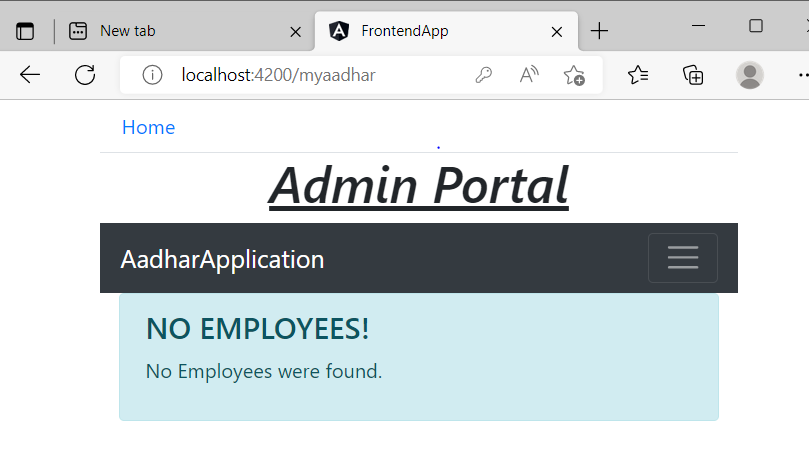 New tab
FrontendApp
localhost:4200/myaadhar
Home
Admin Portal
AadharApplication
NO EMPLOYEES!
No Employees were found.